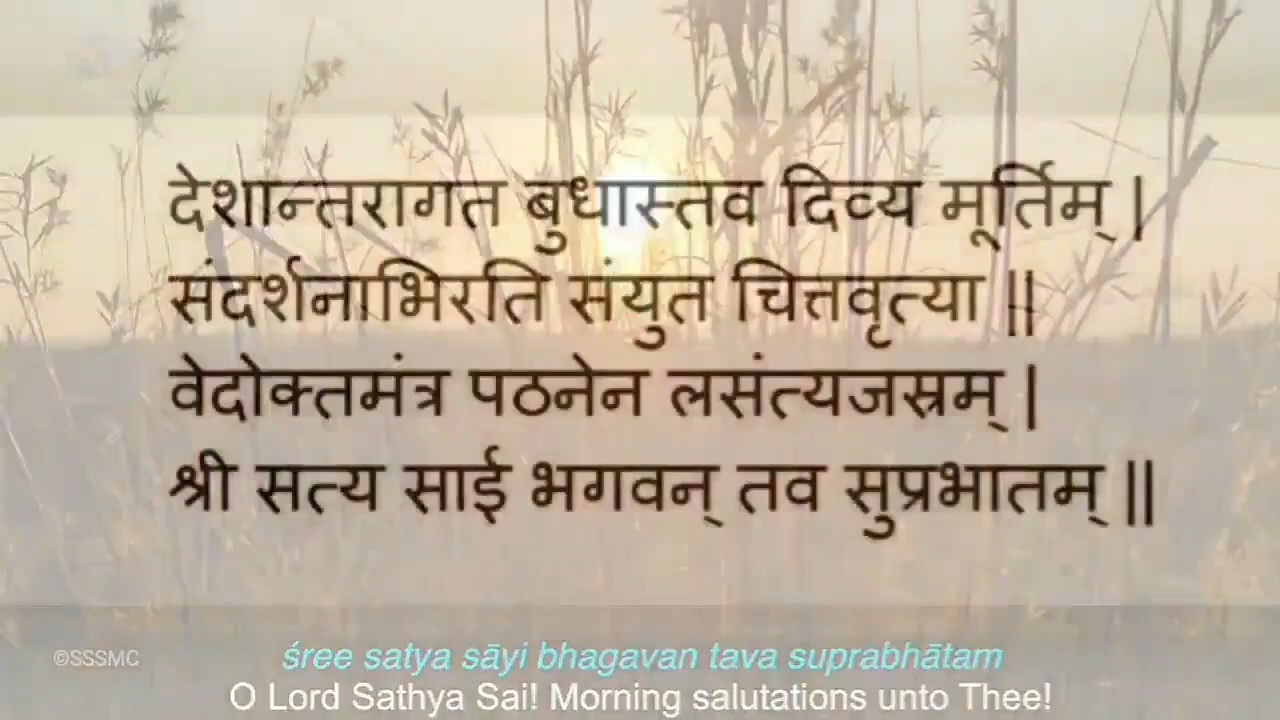 देशान्तरागत बुधास्तव दिव्य मूर्तिम् |
संदर्शनाभिरति संयुत चित्तवृत्या ||
वेदोक्तमंत्र पठनेन लसंत्यजस्रम् |
श्री सत्य साई भगवन् तव सुप्रभातम् ||
©SSSMC
śree satya sāyi bhagavan tava suprabhātam
O Lord Sathya Sai! Morning salutations unto Thee!